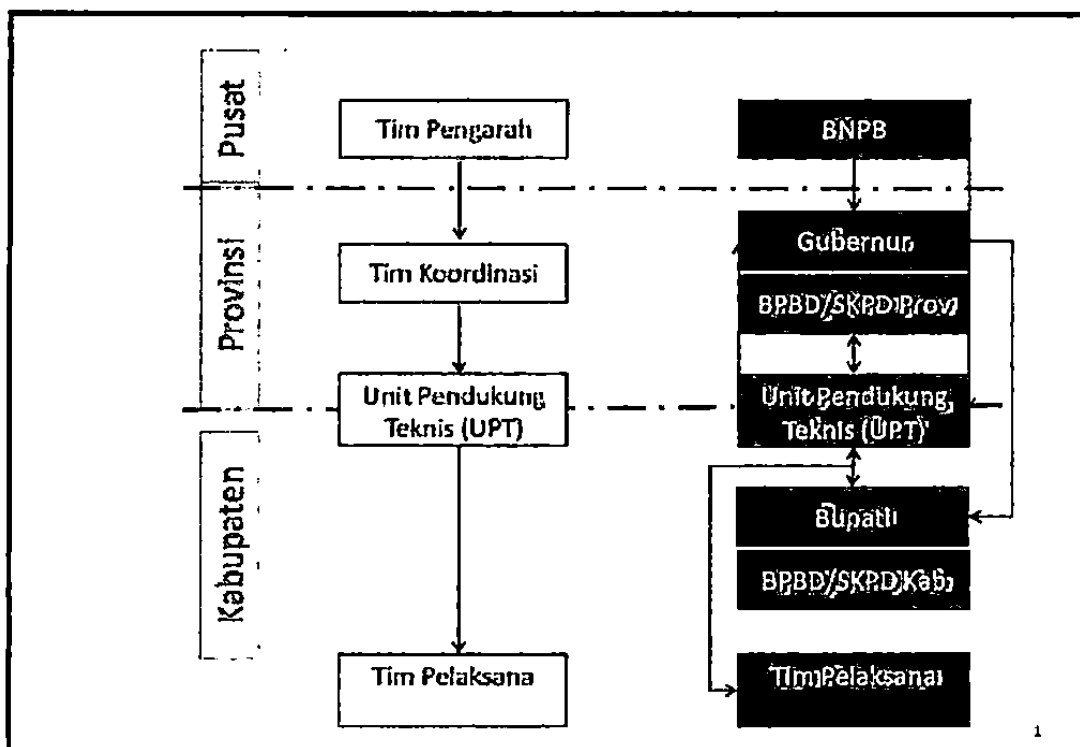 Pusat
Tim Pengarah
BNPB
Provinsi
Gubernur
Tim Koordinasi
BPBD/SKPD Prov
Unit Pendukung
Teknis (UPT)
Unit Pendukung
Teknis (UPT)
Kabupaten
Bupati
BPBD/SKPD Kab
Tim Pelaksana
Tim Pelaksana
1